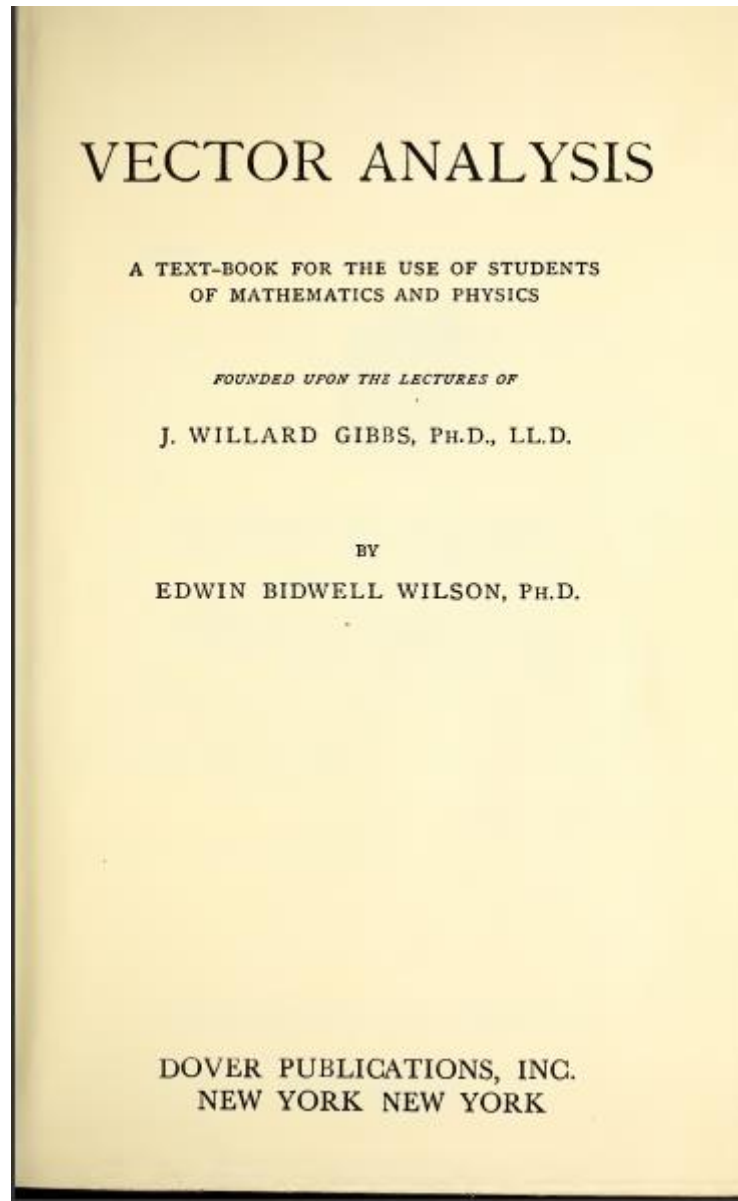 VECTOR ANALYSIS
A TEXT-BOOK FOR THE USE OF STUDENTS
OF MATHEMATICS AND PHYSICS
FOUNDED UPON THE LECTURES OF
J. WILLARD GIBBS, PH.D., LL.D.
BY
EDWIN BIDWELL WILSON, PH.D.
DOVER PUBLICATIONS, INC.
NEW YORK NEW YORK